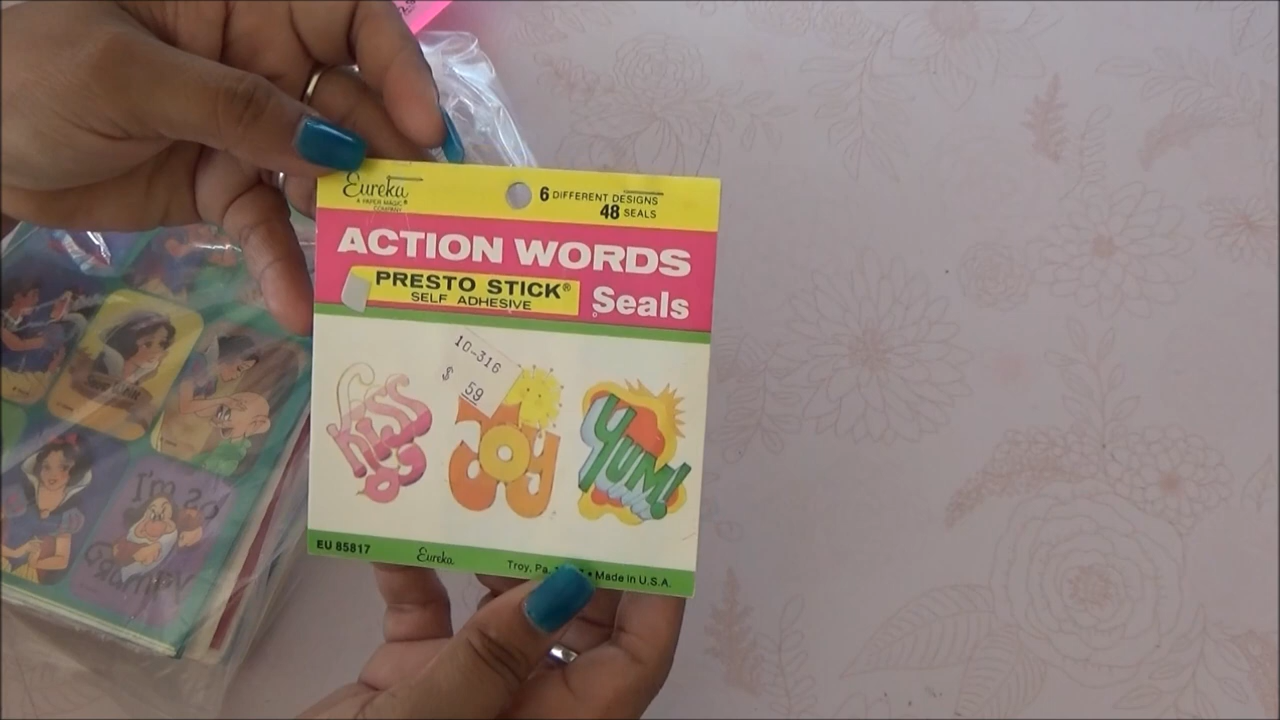 Eureka
A PAPER MAGIC®
COMPANY
6 DIFFERENT DESIGNS
48 SEALS
ACTION WORDS
PRESTO STICK®
SELF ADHESIVE
Seals
10-316
$ 59
KISS
JOY
YUM!
EU 85817
Eureka
Troy, Pa. • Made in U.S.A.
I'm so